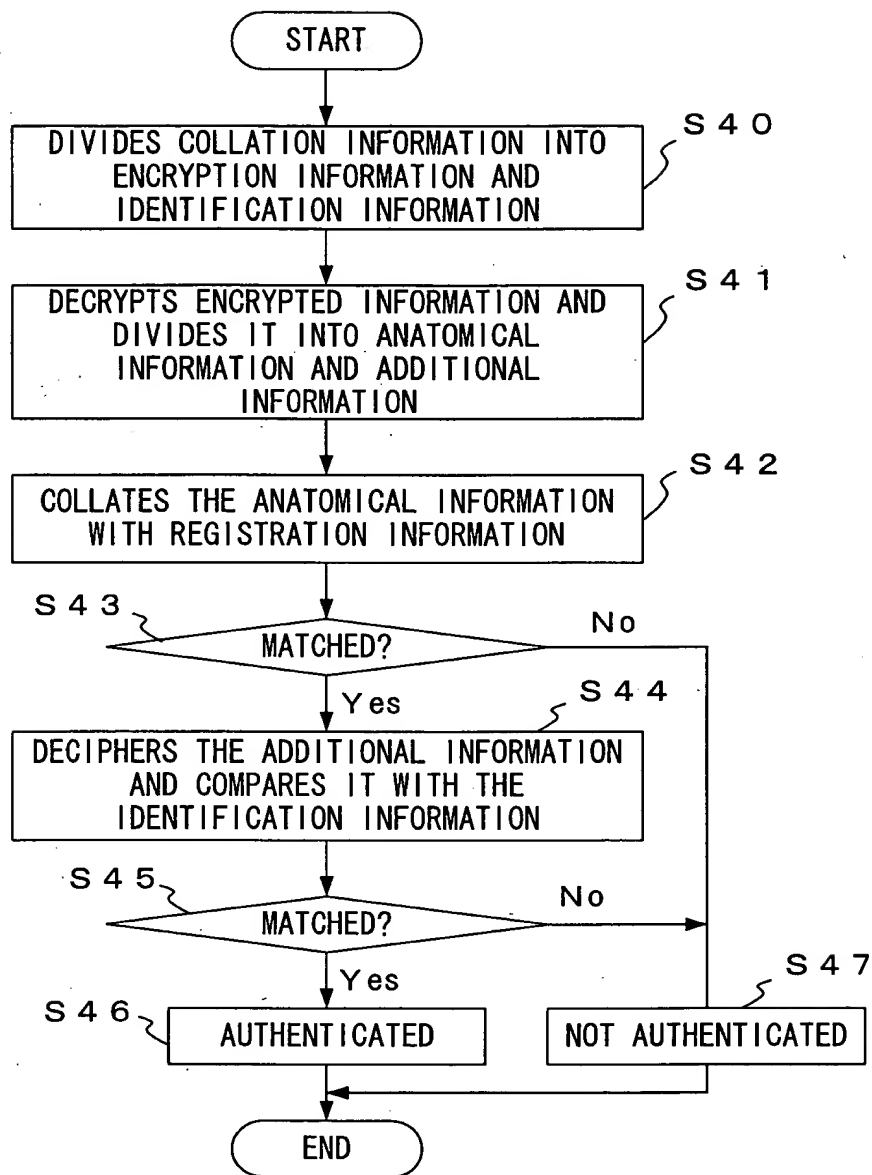 START
S40
DIVIDES COLLATION INFORMATION INTO
ENCRYPTION INFORMATION AND
IDENTIFICATION INFORMATION
S41
DECRYPTS ENCRYPTED INFORMATION AND
DIVIDES IT INTO ANATOMICAL
INFORMATION AND ADDITIONAL
INFORMATION
S42
COLLATES THE ANATOMICAL INFORMATION
WITH REGISTRATION INFORMATION
S43
MATCHED?
No
Yes
S44
DECIPHERS THE ADDITIONAL INFORMATION
AND COMPARES IT WITH THE
IDENTIFICATION INFORMATION
S45
MATCHED?
No
Yes
S46
AUTHENTICATED
S47
NOT AUTHENTICATED
END